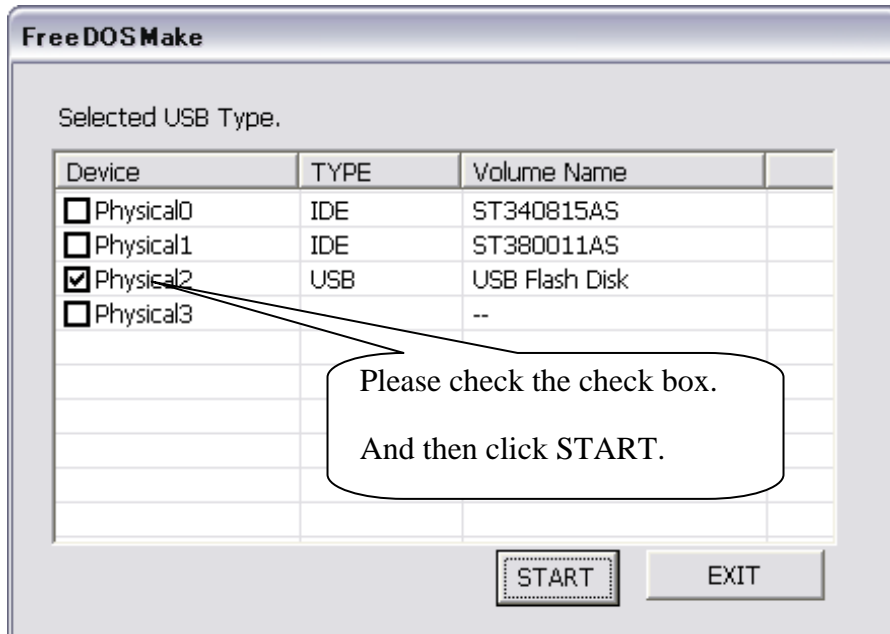 FreeDOSMake
Selected USB Type.
Device TYPE Volume Name
Physical0 IDE ST340815AS
Physical1 IDE ST380011AS
Physical2 USB USB Flash Disk
Physical3 --
Please check the check box.
And then click START.
START EXIT